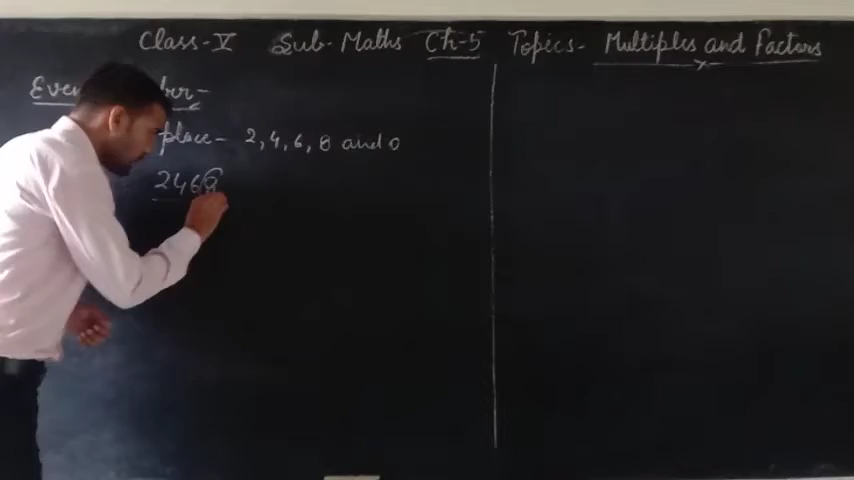 Class-V Sub-Maths Ch-5 Topics- Multiples and Factors
place- 2, 4, 6, 8 and 0
2468